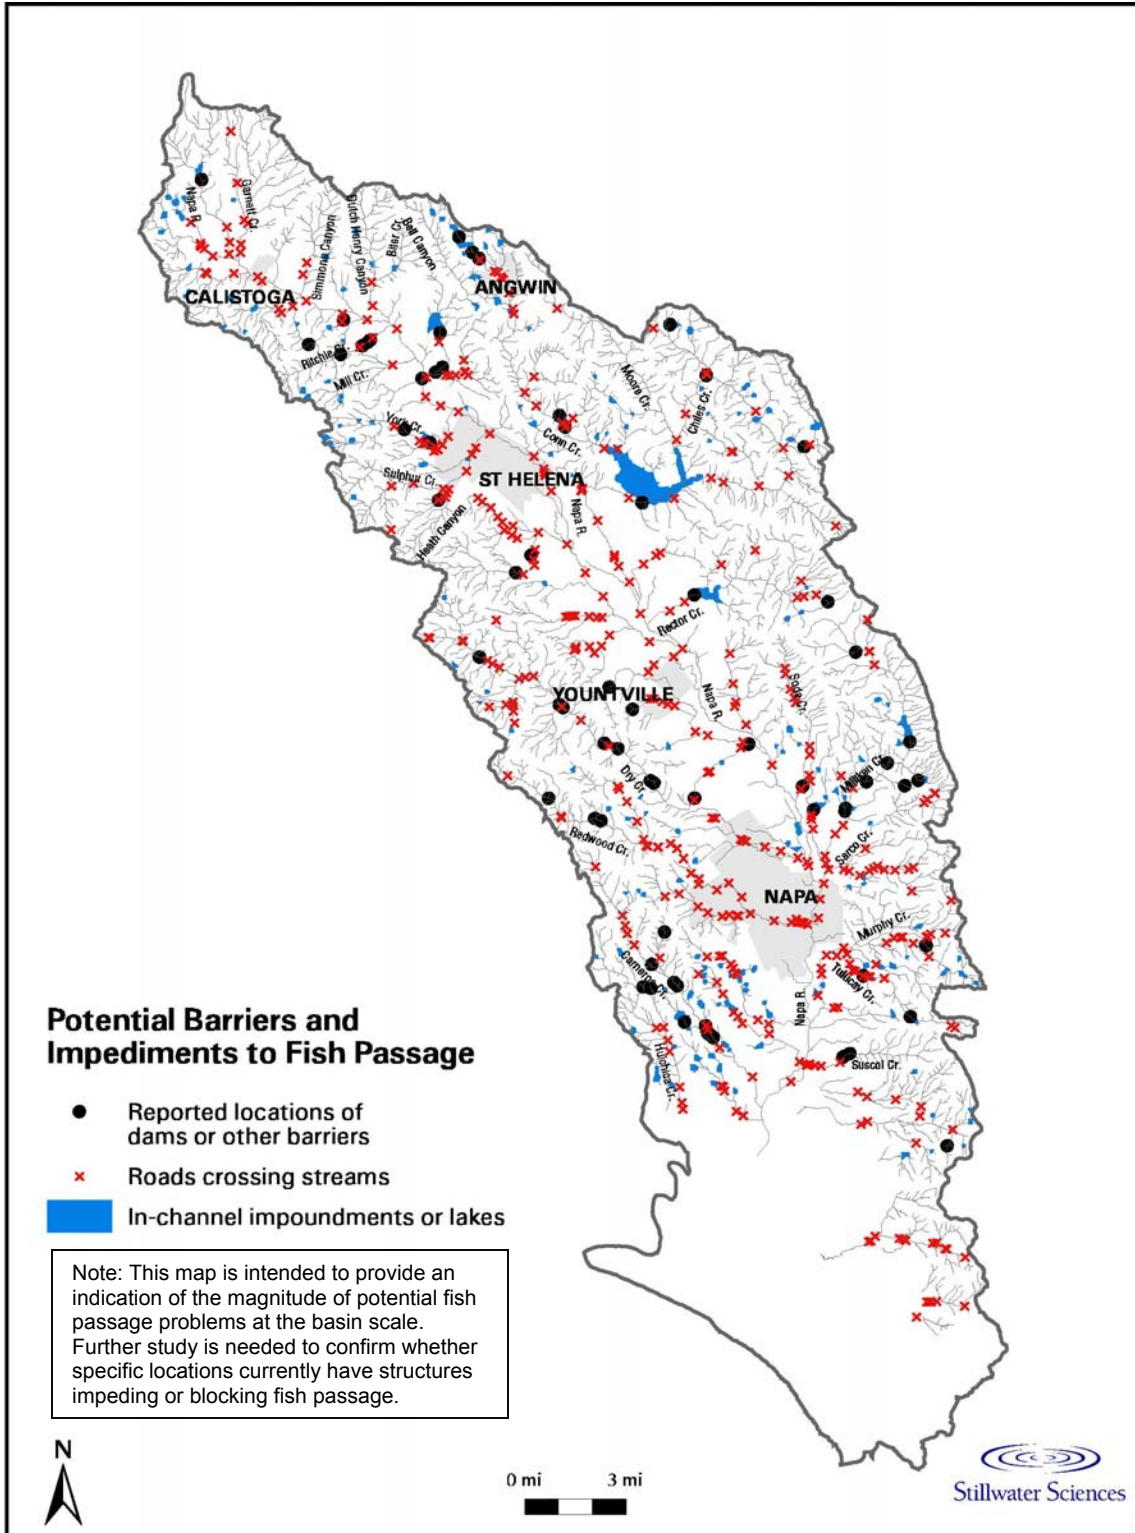 Napa R.
Garnett Cr.
Simmons Canyon
Dutch Henry Canyon
Biter Cr.
Bell Canyon
CALISTOGA
ANGWIN
Ritchie Cr.
Mill Cr.
Moore Cr.
Chiles Cr.
York Cr.
Conn Cr.
Sulphur Cr.
ST HELENA
Napa R.
Heath Canyon
Rector Cr.
YOUNTVILLE
Napa R.
Soda Cr.
Dry Cr.
Milliken Cr.
Redwood Cr.
Sarco Cr.
NAPA
Murphy Cr.
Carneros Cr.
Tulucay Cr.
Napa R.
Huichica Cr.
Suscol Cr.
Potential Barriers and
Impediments to Fish Passage
Reported locations of
dams or other barriers
Roads crossing streams
In-channel impoundments or lakes
Note: This map is intended to provide an
indication of the magnitude of potential fish
passage problems at the basin scale.
Further study is needed to confirm whether
specific locations currently have structures
impeding or blocking fish passage.
N
0 mi 3 mi
Stillwater Sciences